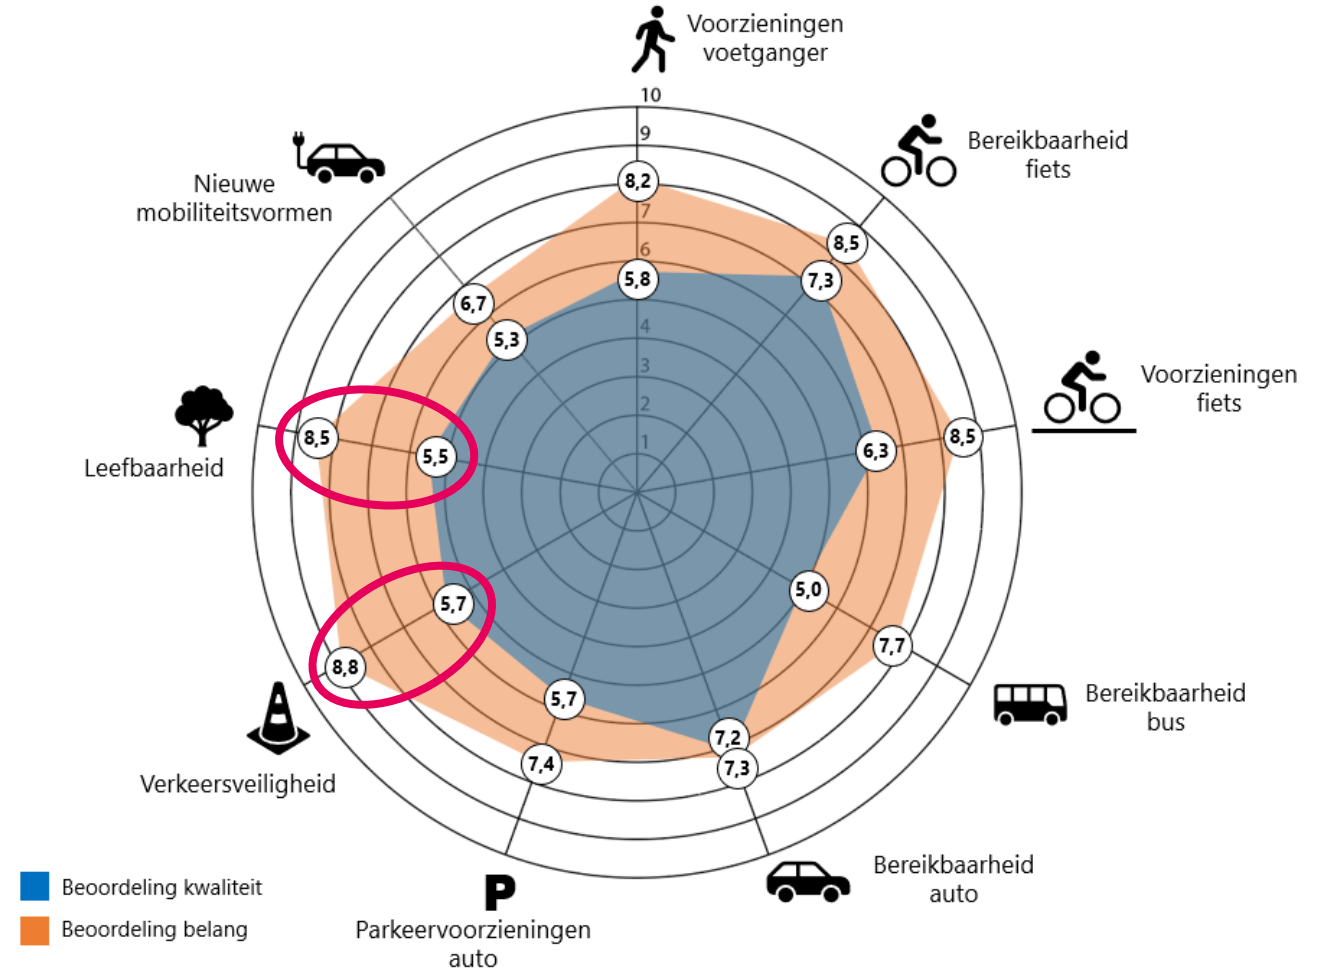 Voorzieningen
voetganger
10
9
8,2
7
6
5,8
4
3
2
1
Bereikbaarheid
fiets
8,5
7,3
Voorzieningen
fiets
8,5
6,3
5,0
7,7
Bereikbaarheid
bus
7,2
7,3
Bereikbaarheid
auto
5,7
7,4
P
Parkeervoorzieningen
auto
5,7
8,8
Verkeersveiligheid
8,5
5,5
Leefbaarheid
Nieuwe
mobiliteitsvormen
6,7
5,3
Beoordeling kwaliteit
Beoordeling belang